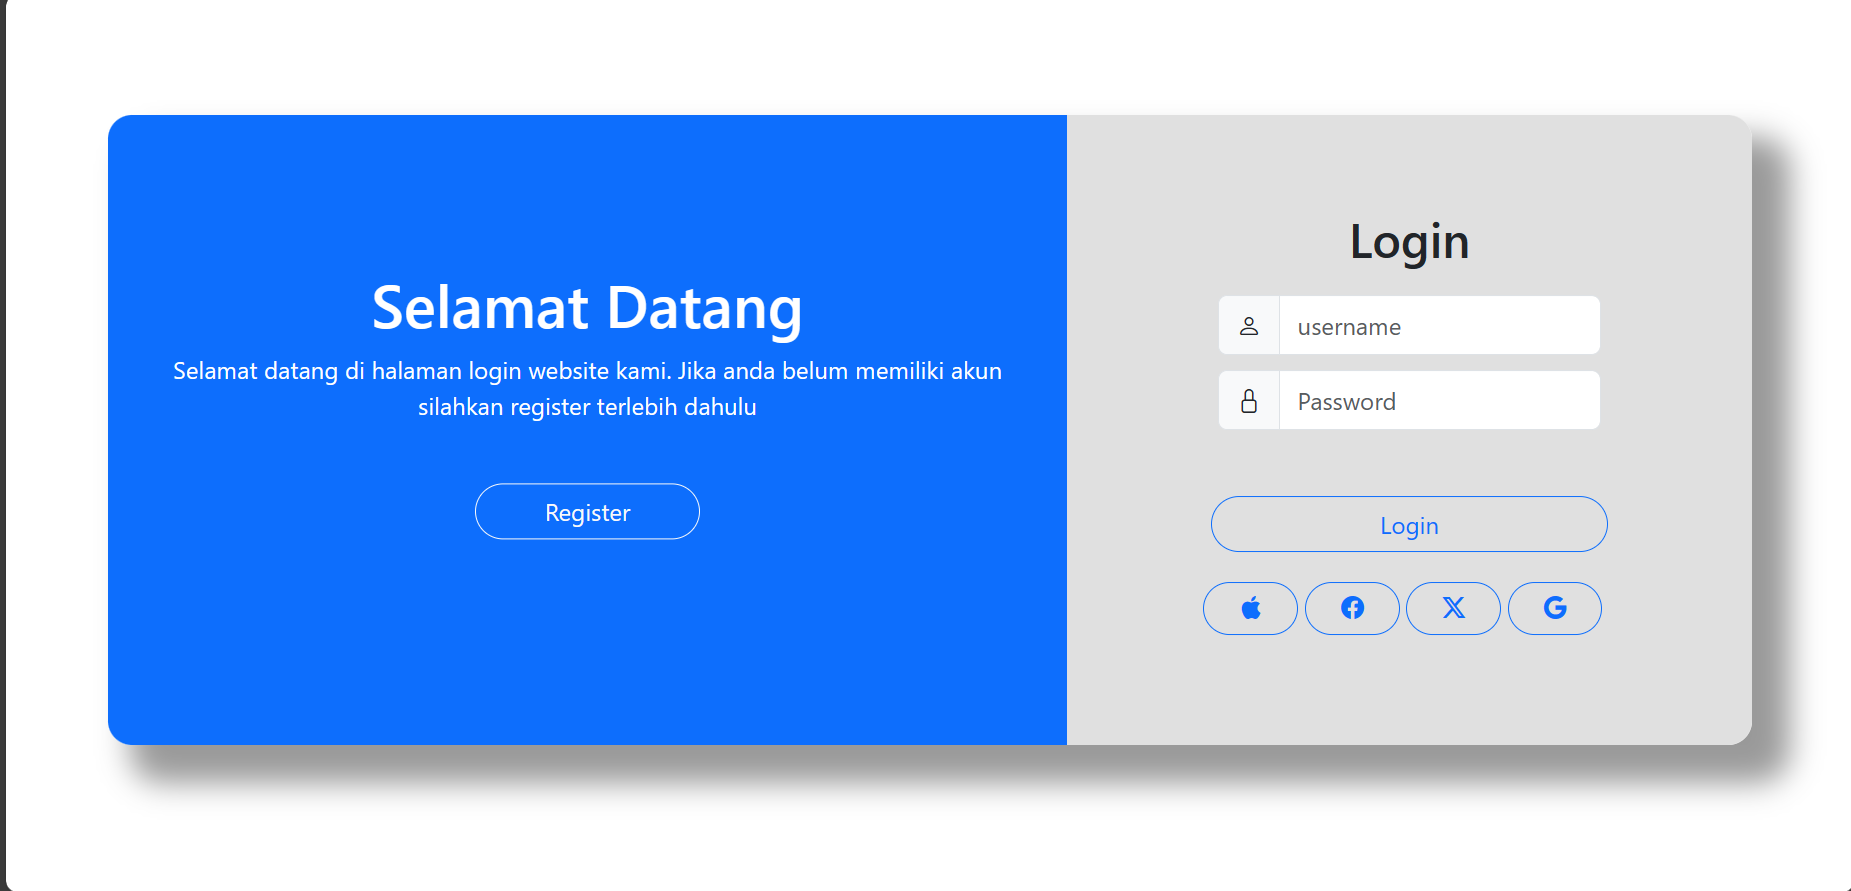 Selamat Datang
Selamat datang di halaman login website kami. Jika anda belum memiliki akun
silahkan register terlebih dahulu
Register
Login
username
Password
Login